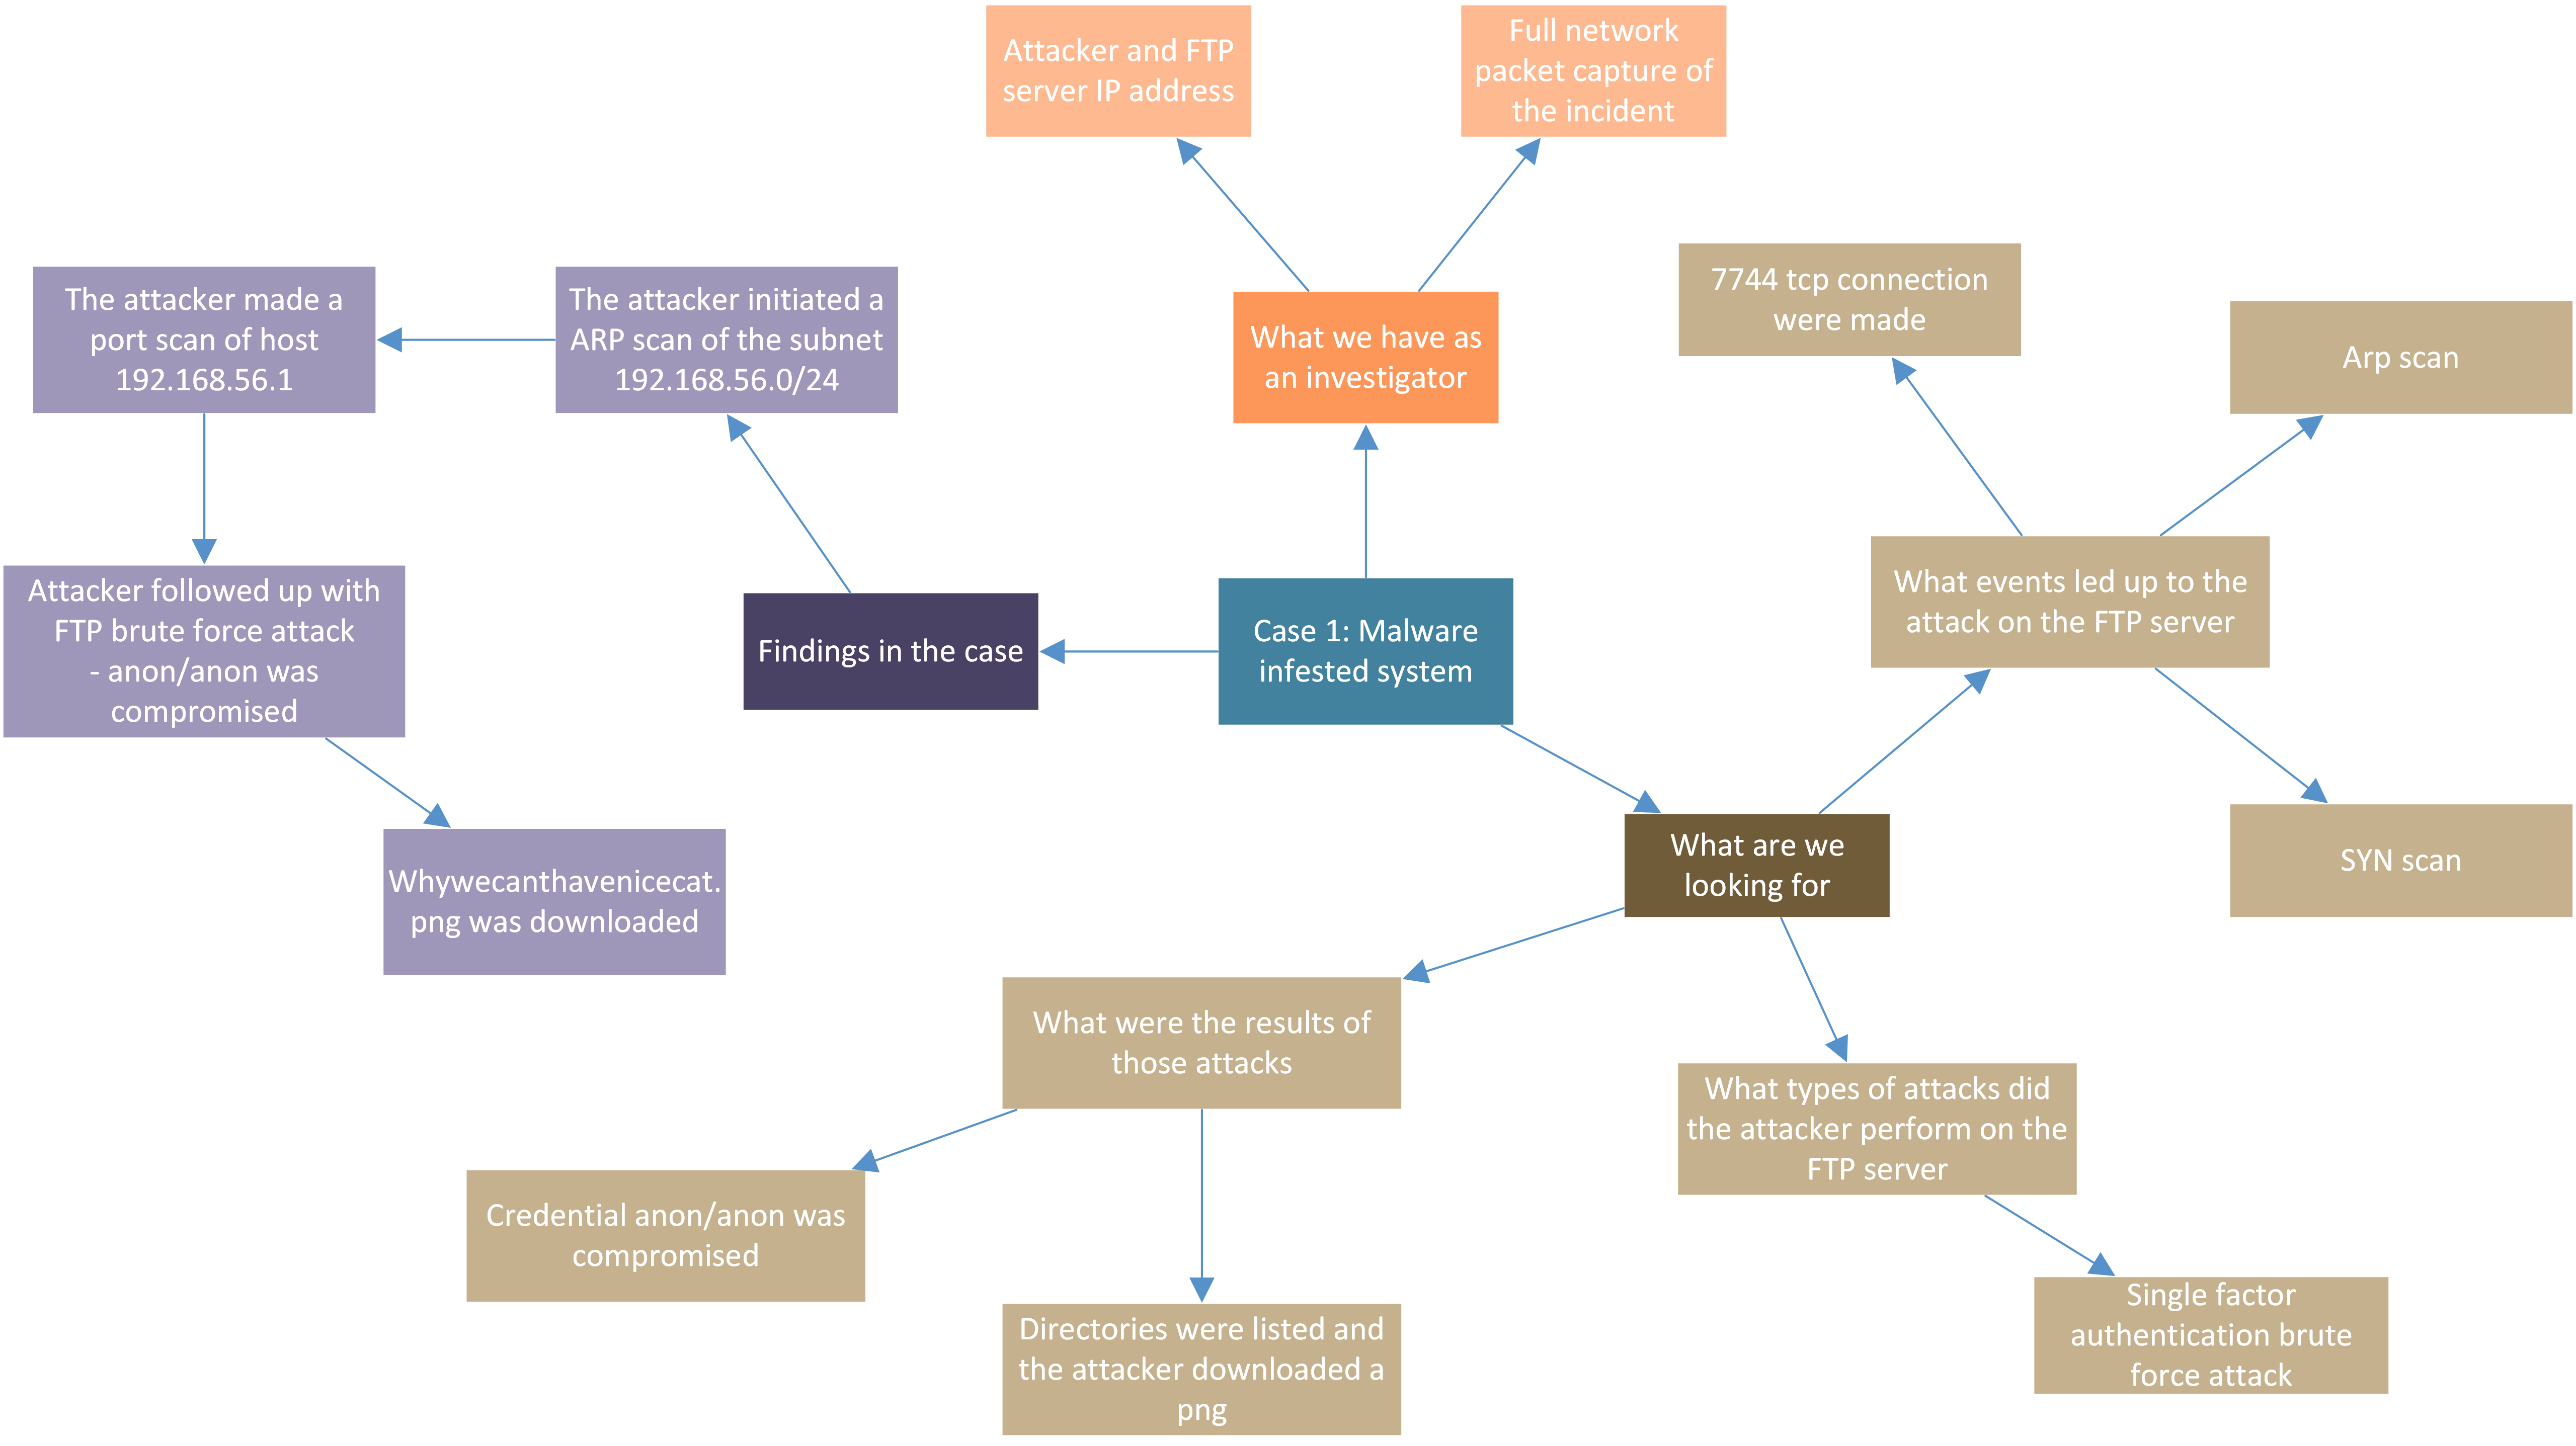 Attacker and FTP
server IP address
Full network
packet capture of
the incident
The attacker made a
port scan of host
192.168.56.1
The attacker initiated a
ARP scan of the subnet
192.168.56.0/24
What we have as
an investigator
7744 tcp connection
were made
Arp scan
Attacker followed up with
FTP brute force attack
- anon/anon was
compromised
Findings in the case
Case 1: Malware
infested system
What events led up to the
attack on the FTP server
Whywecanthavenicecat.
png was downloaded
What are we
looking for
SYN scan
What were the results of
those attacks
What types of attacks did
the attacker perform on the
FTP server
Credential anon/anon was
compromised
Directories were listed and
the attacker downloaded a
png
Single factor
authentication brute
force attack